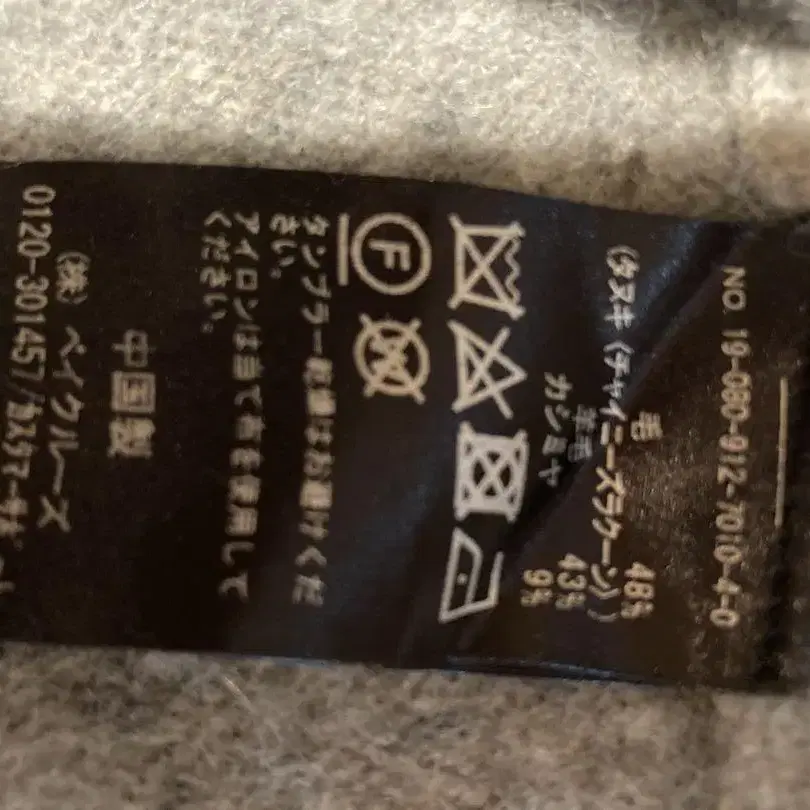 NO. 19-080-912-7010-4-0
毛 48%
(タヌキ(チャイニーズラクーン))
羊毛 43%
カシミヤ 9%
F
W
タンブラー乾燥はお避けくだ
さい。
アイロンは当て布を使用して
ください。
中国製
(株)ベイクルーズ
0120-301457/カスタマーサポート